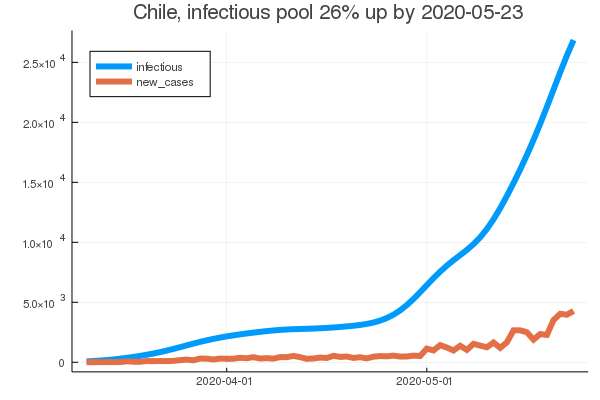 Chile, infectious pool 26% up by 2020-05-23
infectious
new_cases
2.5×10⁴
2.0×10⁴
1.5×10⁴
1.0×10⁴
5.0×10³
0
2020-04-01 2020-05-01